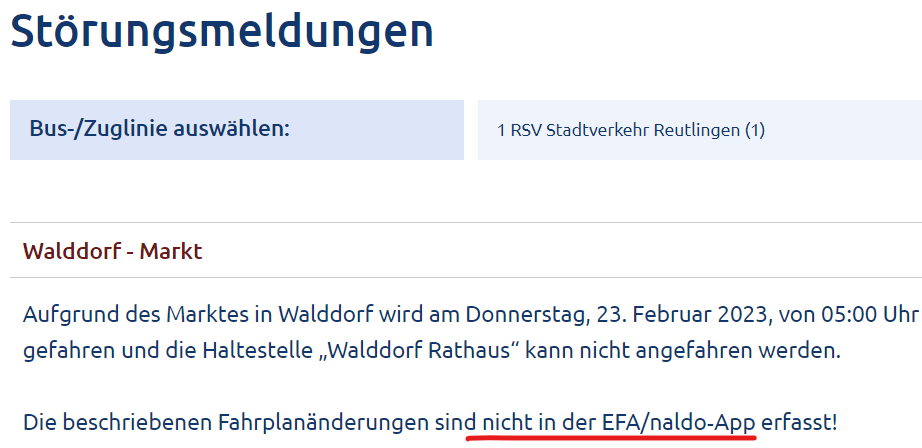 Störungsmeldungen
Bus-/Zuglinie auswählen:
1 RSV Stadtverkehr Reutlingen (1)
Walddorf - Markt
Aufgrund des Marktes in Walddorf wird am Donnerstag, 23. Februar 2023, von 05:00 Uhr
gefahren und die Haltestelle „Walddorf Rathaus“ kann nicht angefahren werden.
Die beschriebenen Fahrplanänderungen sind nicht in der EFA/naldo-App erfasst!